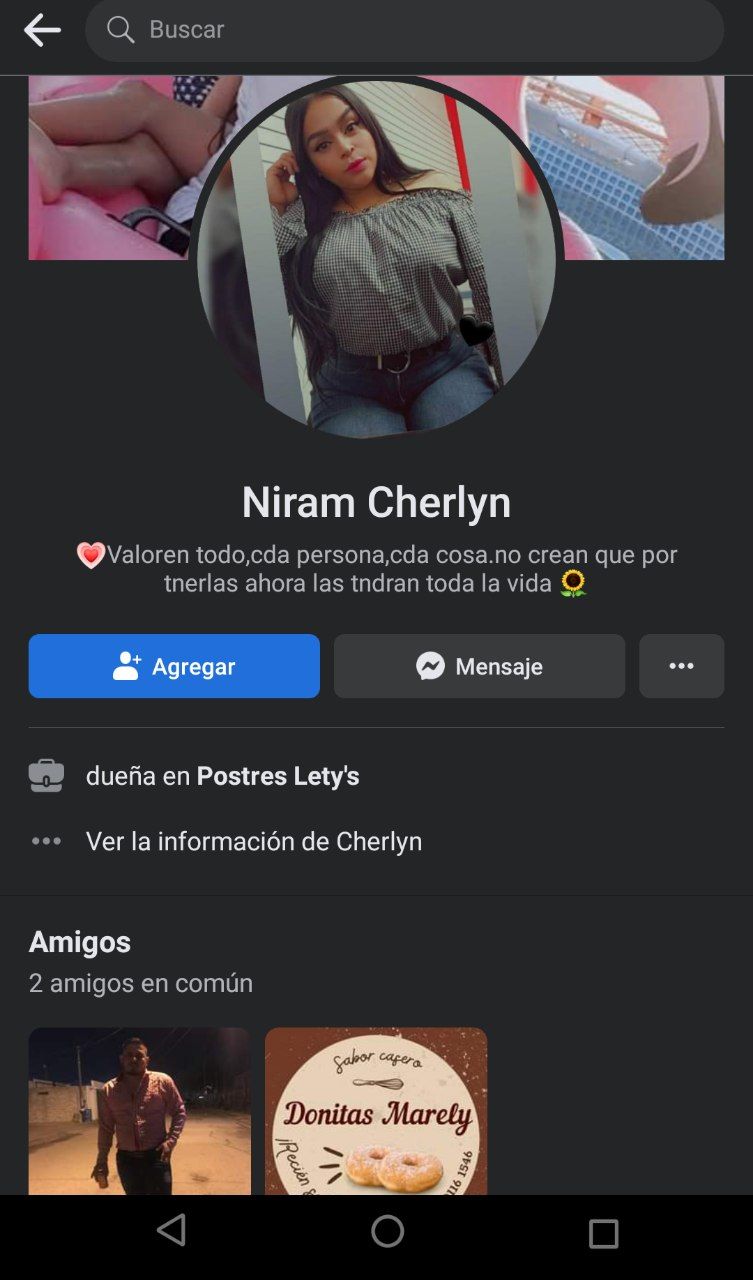 Buscar
Niram Cherlyn
Valoren todo,cda persona,cda cosa.no crean que por
tnerlas ahora las tndran toda la vida
Agregar
Mensaje
dueña en Postres Lety's
Ver la información de Cherlyn
Amigos
2 amigos en común
Sabor casero
Donitas Marely
¡Recién
116 1546